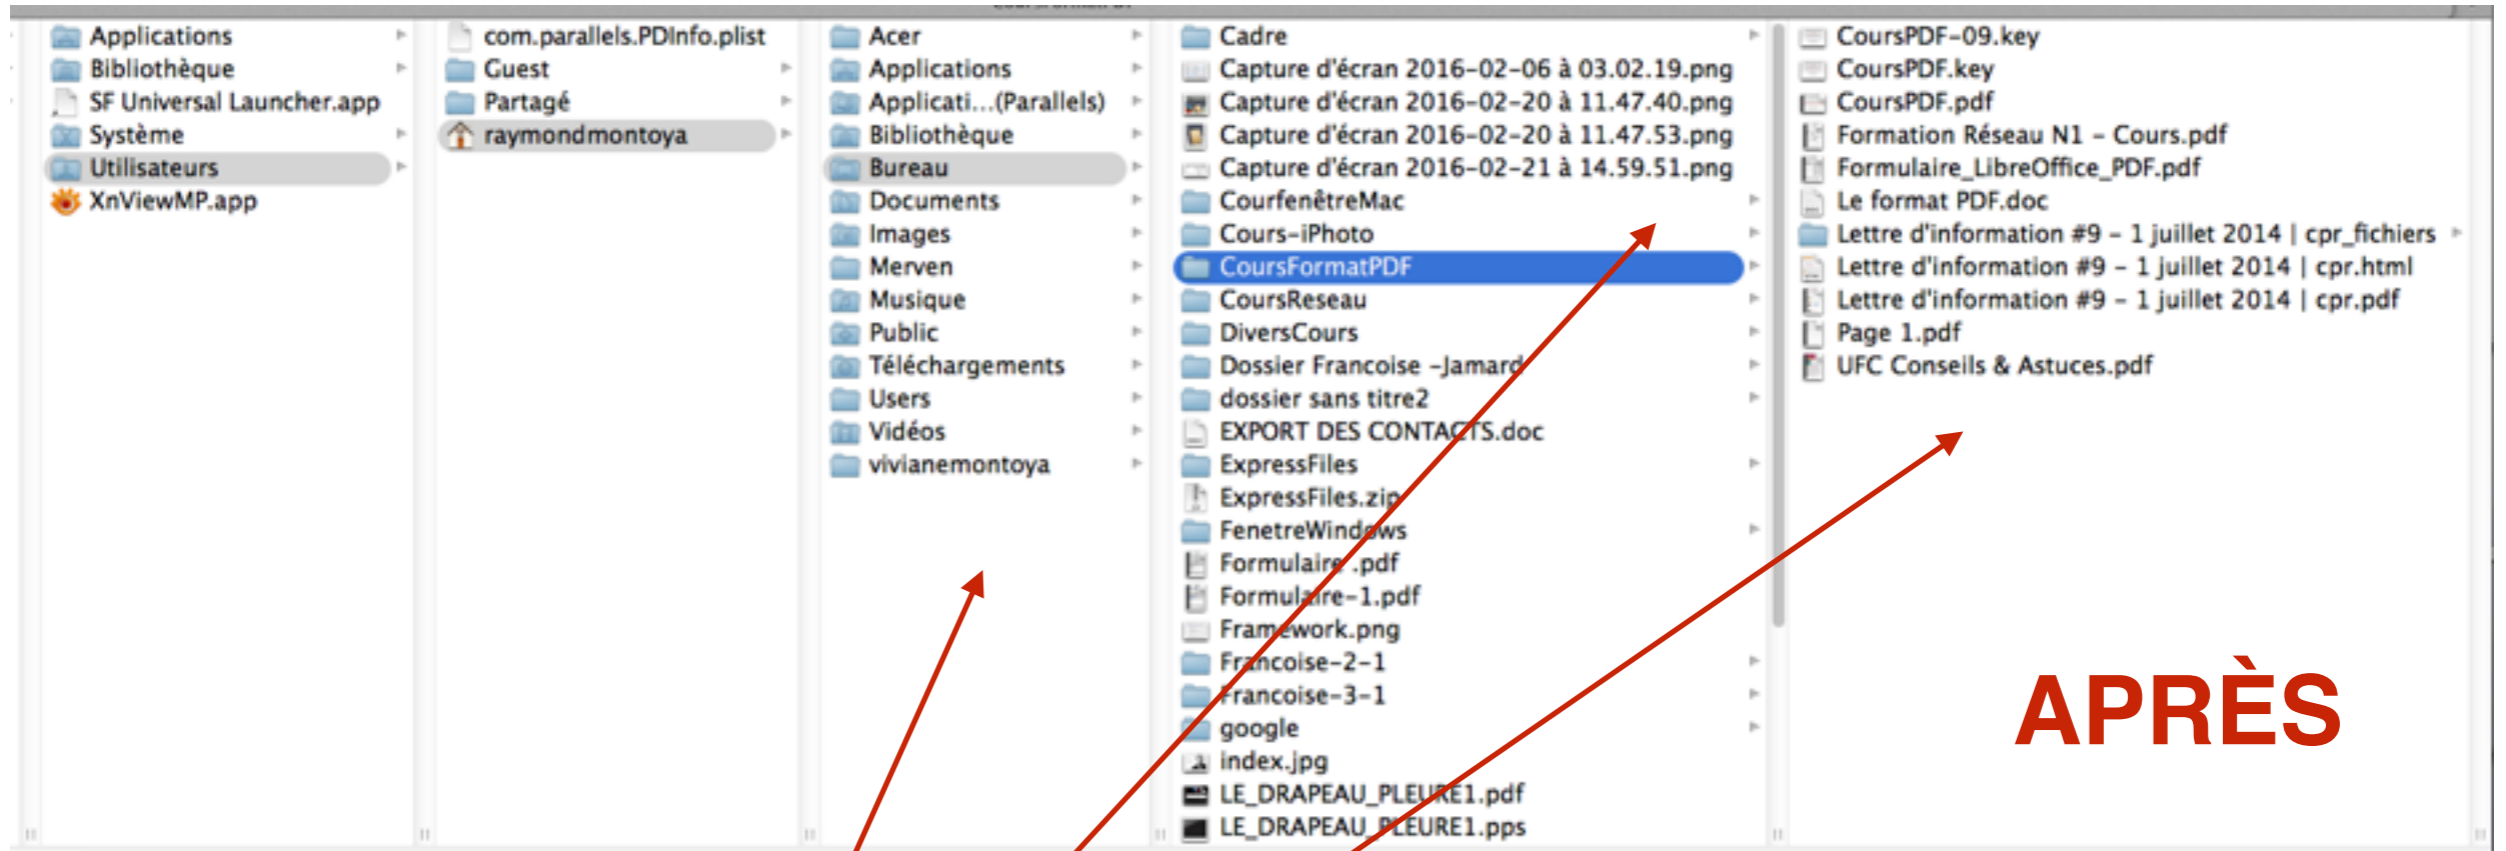 Applications
Bibliothèque
SF Universal Launcher.app
Système
Utilisateurs
XnViewMP.app
com.parallels.PDInfo.plist
Guest
Partagé
raymondmontoya
Acer
Applications
Applicati...(Parallels)
Bibliothèque
Bureau
Documents
Images
Merven
Musique
Public
Téléchargements
Users
Vidéos
vivianemontoya
Cadre
Capture d'écran 2016-02-06 à 03.02.19.png
Capture d'écran 2016-02-20 à 11.47.40.png
Capture d'écran 2016-02-20 à 11.47.53.png
Capture d'écran 2016-02-21 à 14.59.51.png
CourfenêtreMac
Cours-iPhoto
CoursFormatPDF
CoursReseau
DiversCours
Dossier Francoise -Jamard
dossier sans titre2
EXPORT DES CONTACTS.doc
ExpressFiles
ExpressFiles.zip
FenetreWindows
Formulaire .pdf
Formulaire-1.pdf
Framework.png
Francoise-2-1
Francoise-3-1
google
index.jpg
LE_DRAPEAU_PLEURE1.pdf
LE_DRAPEAU_PLEURE1.pps
CoursPDF-09.key
CoursPDF.key
CoursPDF.pdf
Formation Réseau N1 - Cours.pdf
Formulaire_LibreOffice_PDF.pdf
Le format PDF.doc
Lettre d'information #9 - 1 juillet 2014 | cpr_fichiers
Lettre d'information #9 - 1 juillet 2014 | cpr.html
Lettre d'information #9 - 1 juillet 2014 | cpr.pdf
Page 1.pdf
UFC Conseils & Astuces.pdf
APRÈS